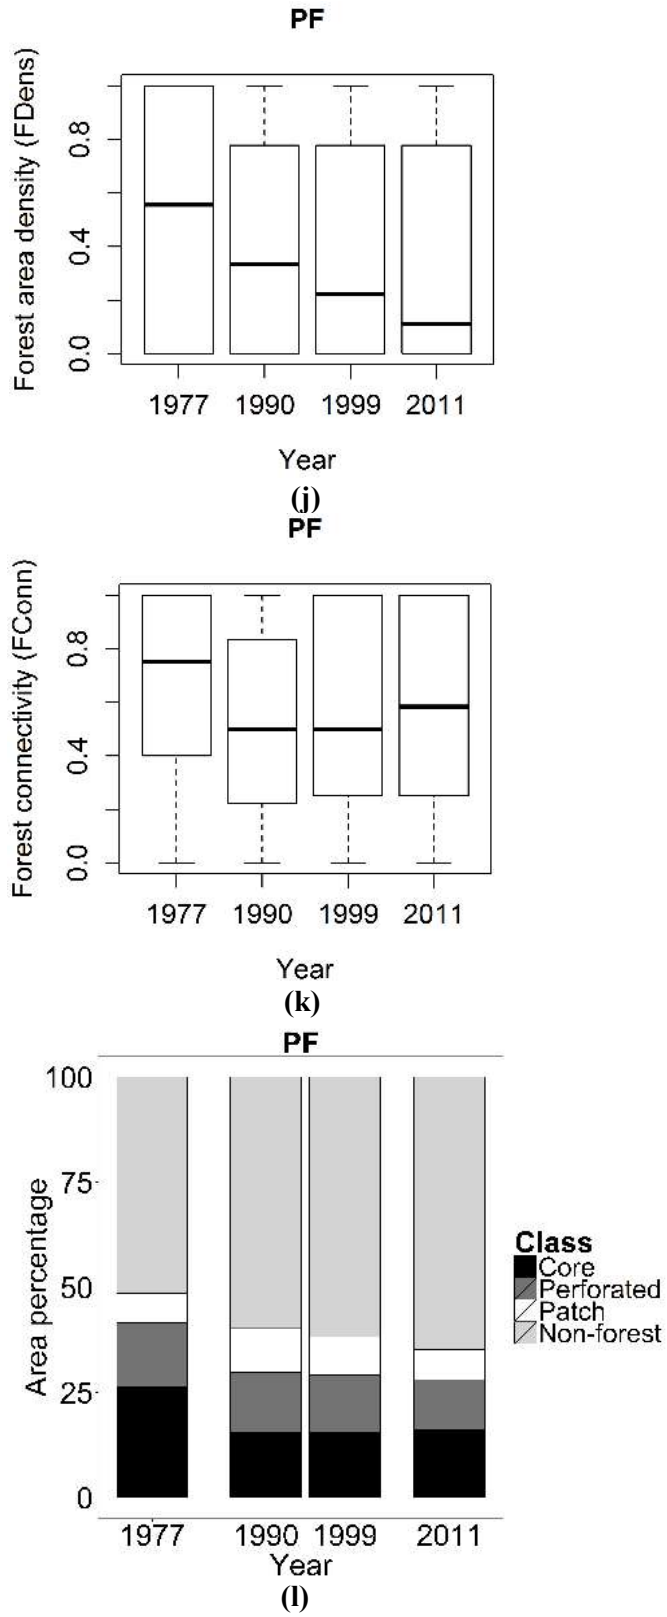 PF
Forest area density (FDens)
0.8
0.4
0.0
1977 1990 1999 2011
Year
(j)
PF
Forest connectivity (FConn)
0.8
0.4
0.0
1977 1990 1999 2011
Year
(k)
PF
Area percentage
100
75
50
25
0
Class
Core
Perforated
Patch
Non-forest
1977 1990 1999 2011
Year
(l)